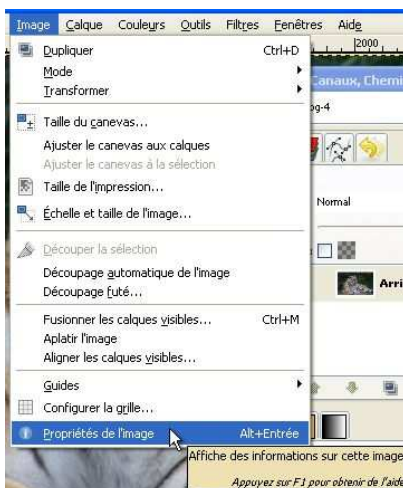 Image Calque Couleurs Outils Filtres Fenêtres Aide
Dupliquer Ctrl+D
2000
Mode
Canaux, Chemi
Transformer
og-4
Taille du canevas...
Ajuster le canevas aux calques
Ajuster le canevas à la sélection
Taille de l'impression...
Normal
Échelle et taille de l'image...
Découper la sélection
Découpage automatique de l'image
Arri
Découpage futé...
Fusionner les calques visibles... Ctrl+M
Aplatir l'image
Aligner les calques visibles...
Guides
Configurer la grille...
Propriétés de l'image Alt+Entrée
Affiche des informations sur cette image
Appuyez sur F1 pour obtenir de l'aide